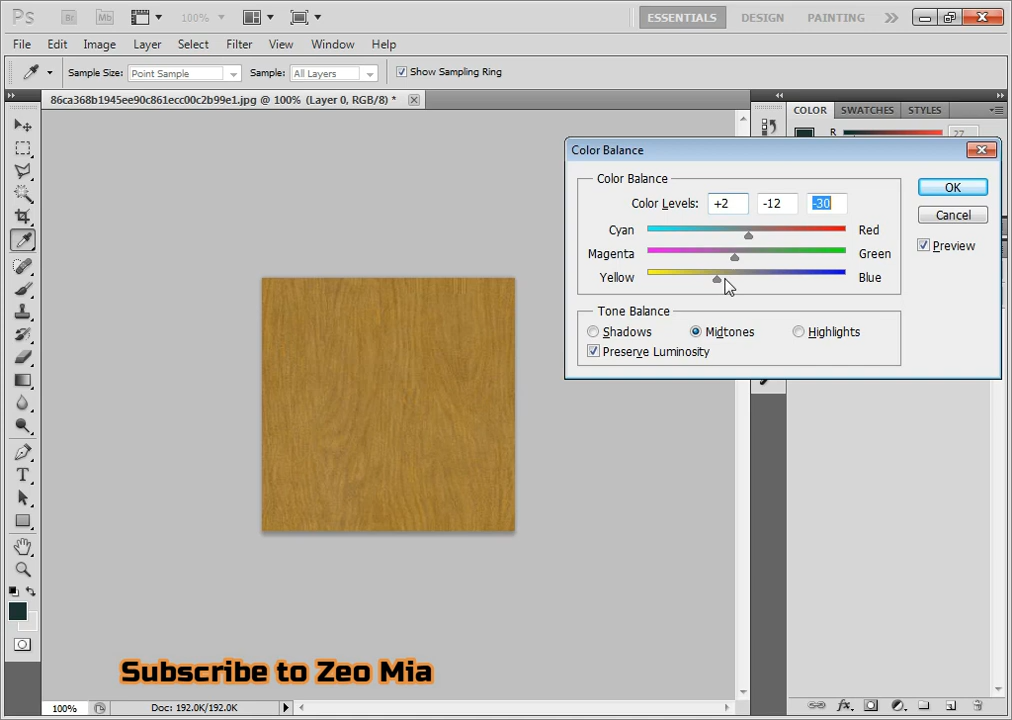 Ps Br Mb 100% ESSENTIALS DESIGN PAINTING
File Edit Image Layer Select Filter View Window Help
Sample Size: Point Sample Sample: All Layers Show Sampling Ring
86ca368b1945ee90c861ecc00c2b99e1.jpg @ 100% (Layer 0, RGB/8) *
COLOR SWATCHES STYLES
R 27
Color Balance
Color Balance
Color Levels: +2 -12 -30
Cyan Red
Magenta Green
Yellow Blue
Tone Balance
Shadows Midtones Highlights
Preserve Luminosity
OK
Cancel
Preview
Subscribe to Zeo Mia
100% Doc: 192.0K/192.0K